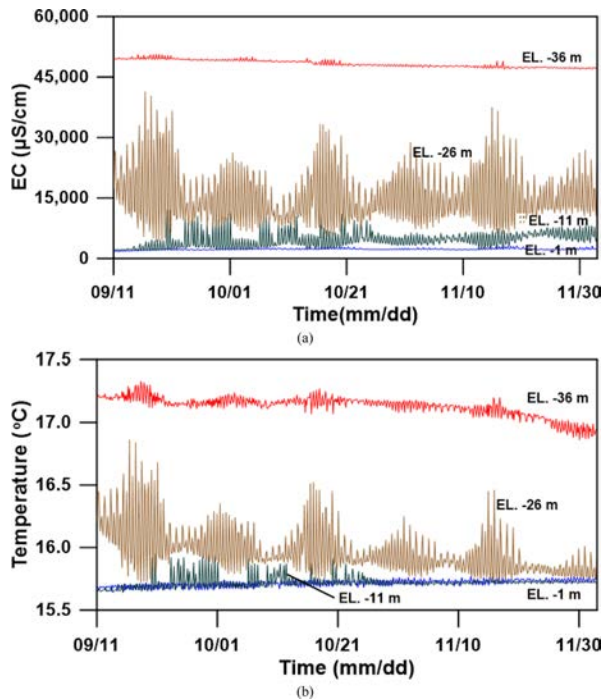 60,000
EL. -36 m
45,000
EC (µS/cm)
30,000
EL. -26 m
15,000
EL. -11 m
EL. -1 m
0
09/11 10/01 10/21 11/10 11/30
Time(mm/dd)
(a)
17.5
EL. -36 m
17.0
Temperature (°C)
16.5
EL. -26 m
16.0
EL. -11 m
EL. -1 m
15.5
09/11 10/01 10/21 11/10 11/30
Time (mm/dd)
(b)